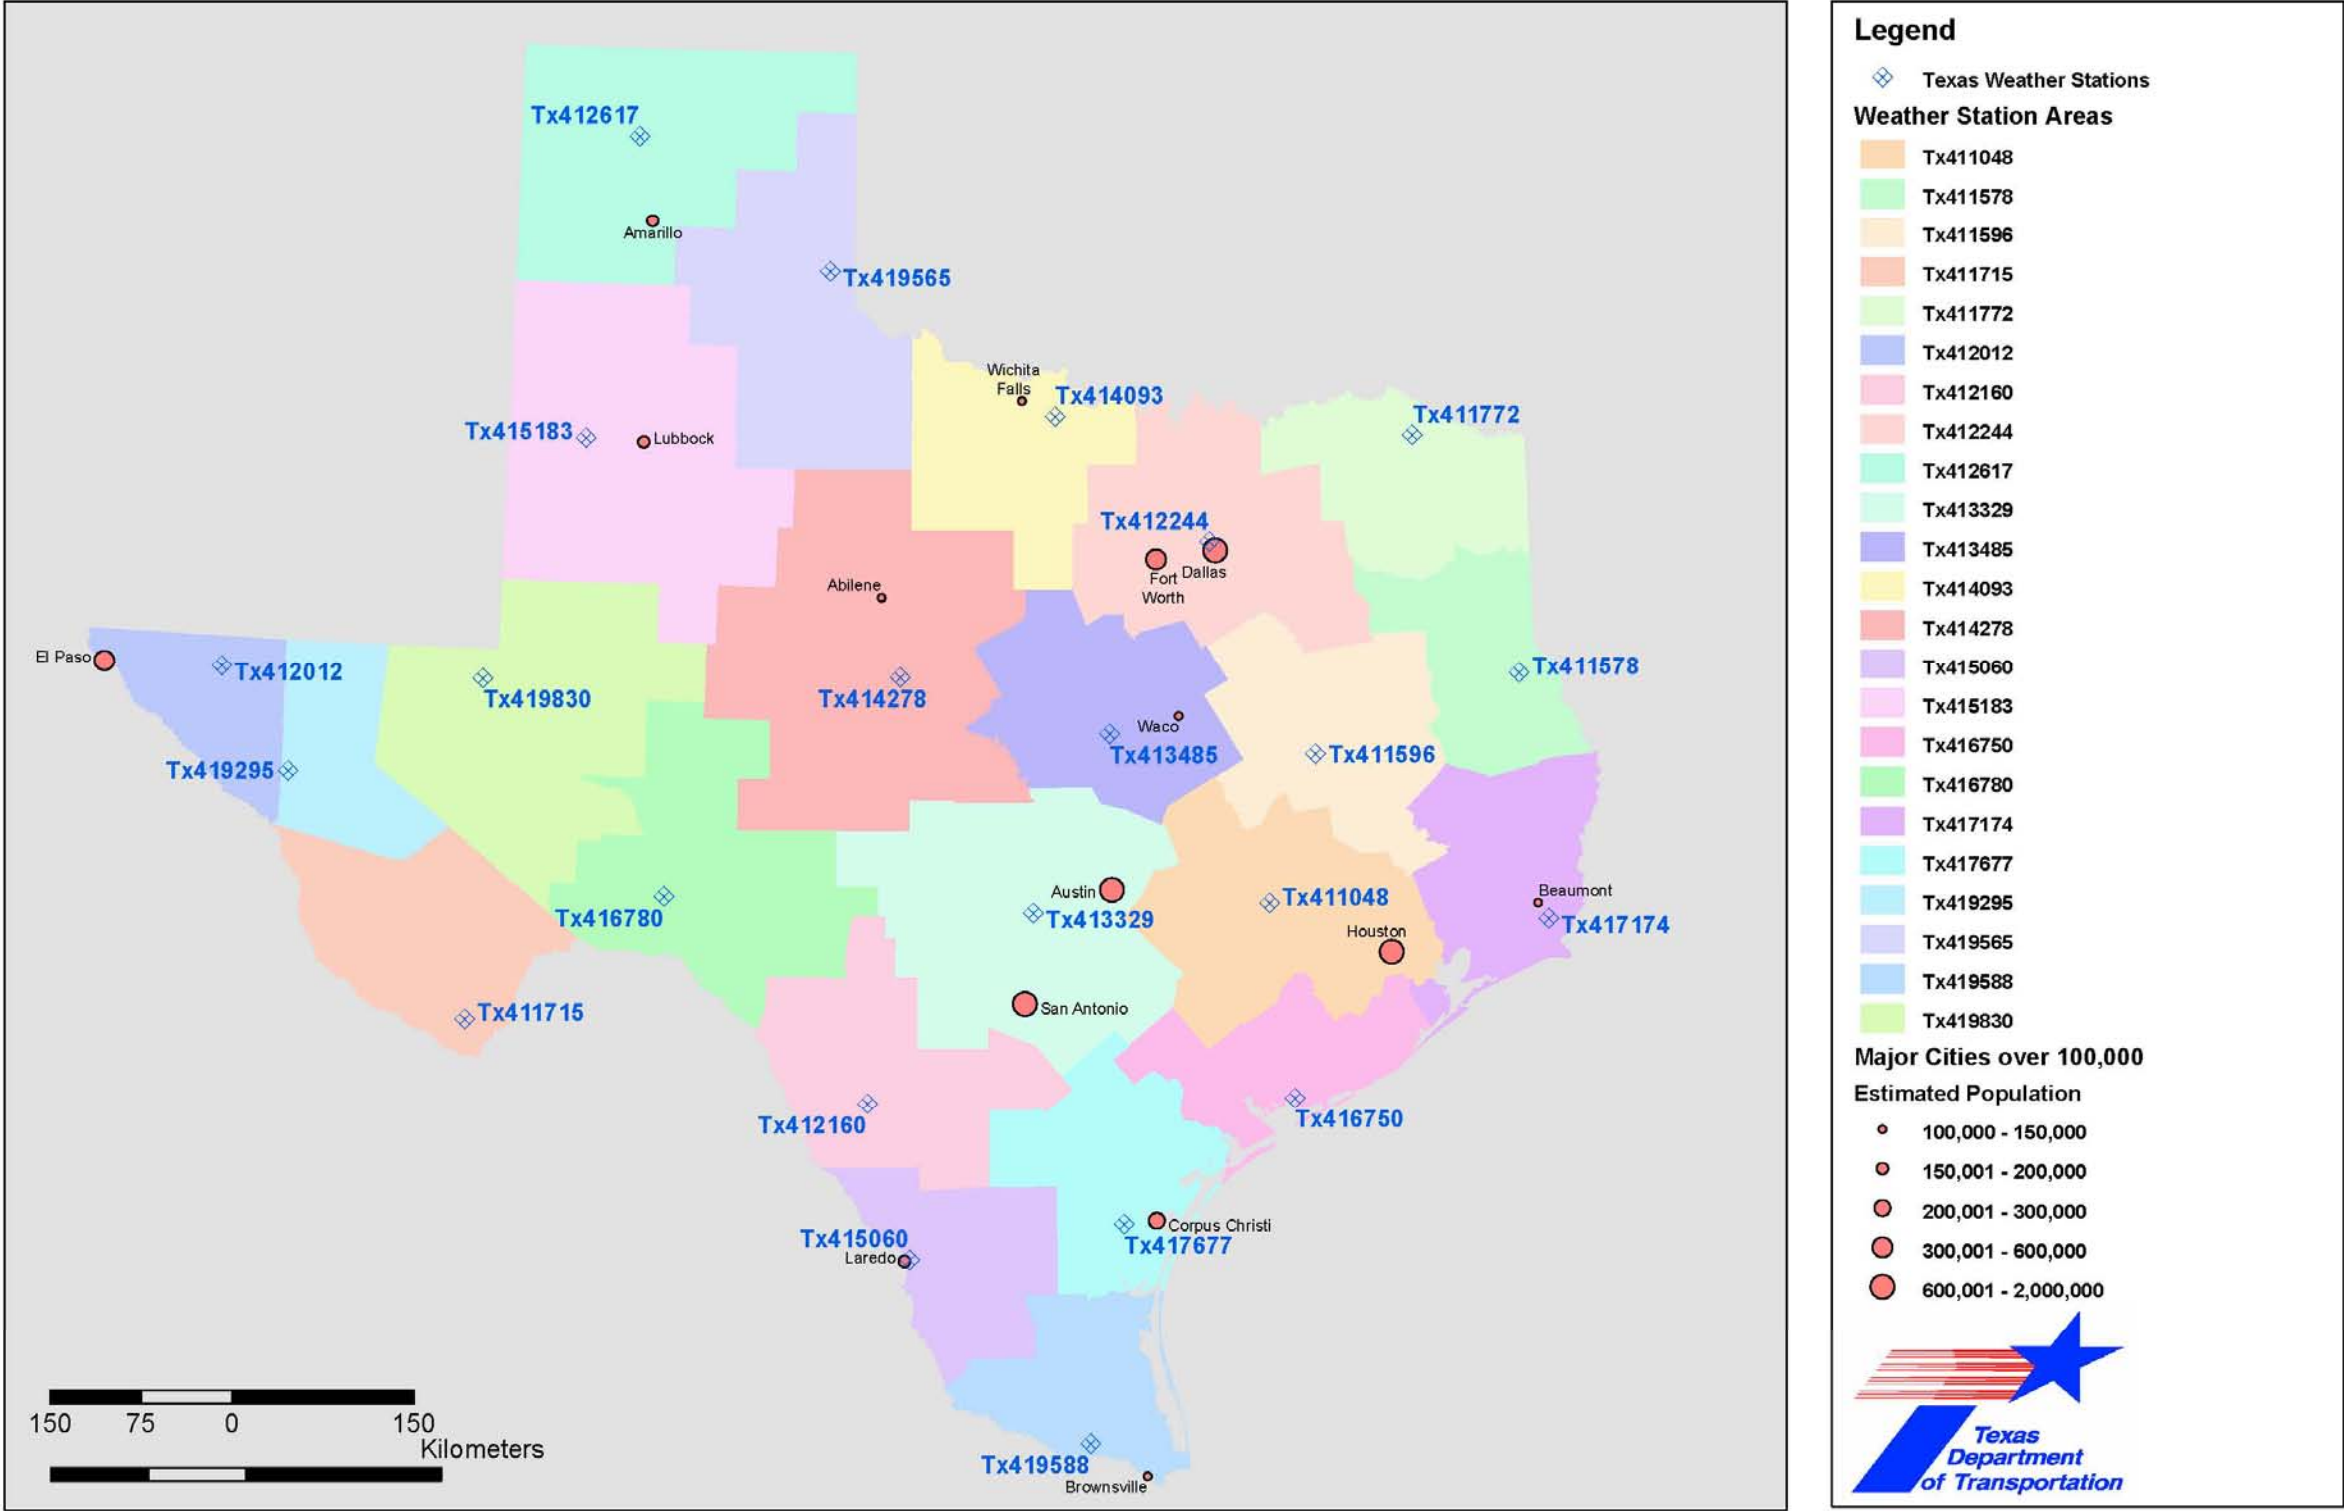 Tx412617
Amarillo
Tx419565
Wichita
Falls
Tx414093
Tx411772
Tx415183
Lubbock
Tx412244
Fort
Worth
Dallas
Abilene
El Paso
Tx412012
Tx419830
Tx414278
Tx411578
Waco
Tx413485
Tx411596
Tx419295
Austin
Tx413329
Tx411048
Beaumont
Tx417174
Tx416780
Houston
San Antonio
Tx411715
Tx412160
Tx416750
Tx415060
Laredo
Corpus Christi
Tx417677
Tx419588
Brownsville
150 75 0 150
Kilometers
Legend
Texas Weather Stations
Weather Station Areas
Tx411048
Tx411578
Tx411596
Tx411715
Tx411772
Tx412012
Tx412160
Tx412244
Tx412617
Tx413329
Tx413485
Tx414093
Tx414278
Tx415060
Tx415183
Tx416750
Tx416780
Tx417174
Tx417677
Tx419295
Tx419565
Tx419588
Tx419830
Major Cities over 100,000
Estimated Population
100,000 - 150,000
150,001 - 200,000
200,001 - 300,000
300,001 - 600,000
600,001 - 2,000,000
Texas
Department
of Transportation